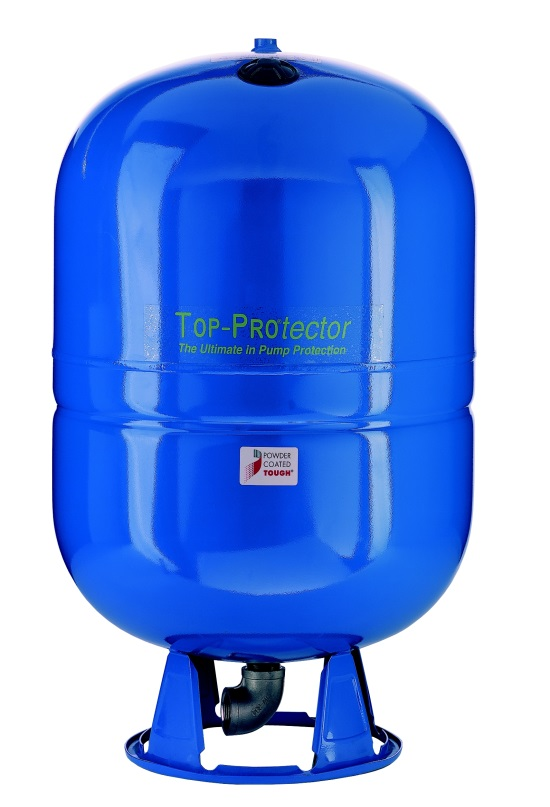 TOP-PROtector
The Ultimate in Pump Protection
POWDER
COATED
TOUGH